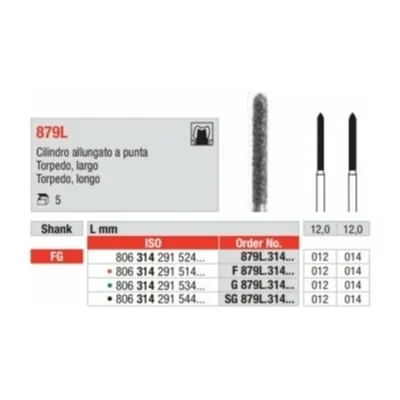 879L
Cilindro allungato a punta
Torpedo, largo
Torpedo, longo
5
Shank L mm 12,0 12,0
ISO Order No.
FG 806 314 291 524... 879L.314... 012 014
806 314 291 514... F 879L.314... 012 014
806 314 291 534... G 879L.314... 012 014
806 314 291 544... SG 879L.314... 012 014